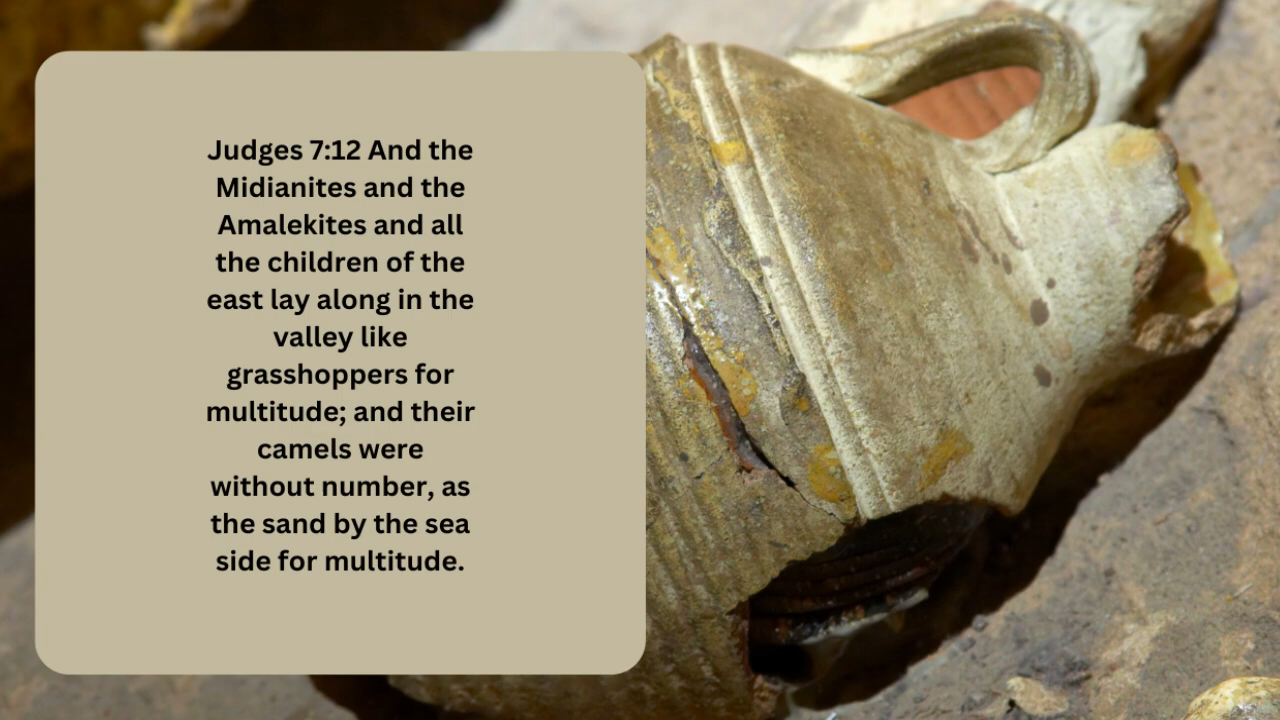 Judges 7:12 And the
Midianites and the
Amalekites and all
the children of the
east lay along in the
valley like
grasshoppers for
multitude; and their
camels were
without number, as
the sand by the sea
side for multitude.